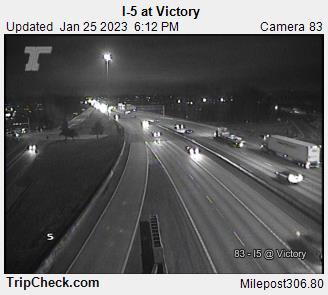 I-5 at Victory
Updated Jan 25 2023 6:12 PM Camera 83
T
S
83 - I5 @ Victory
TripCheck.com Milepost306.80